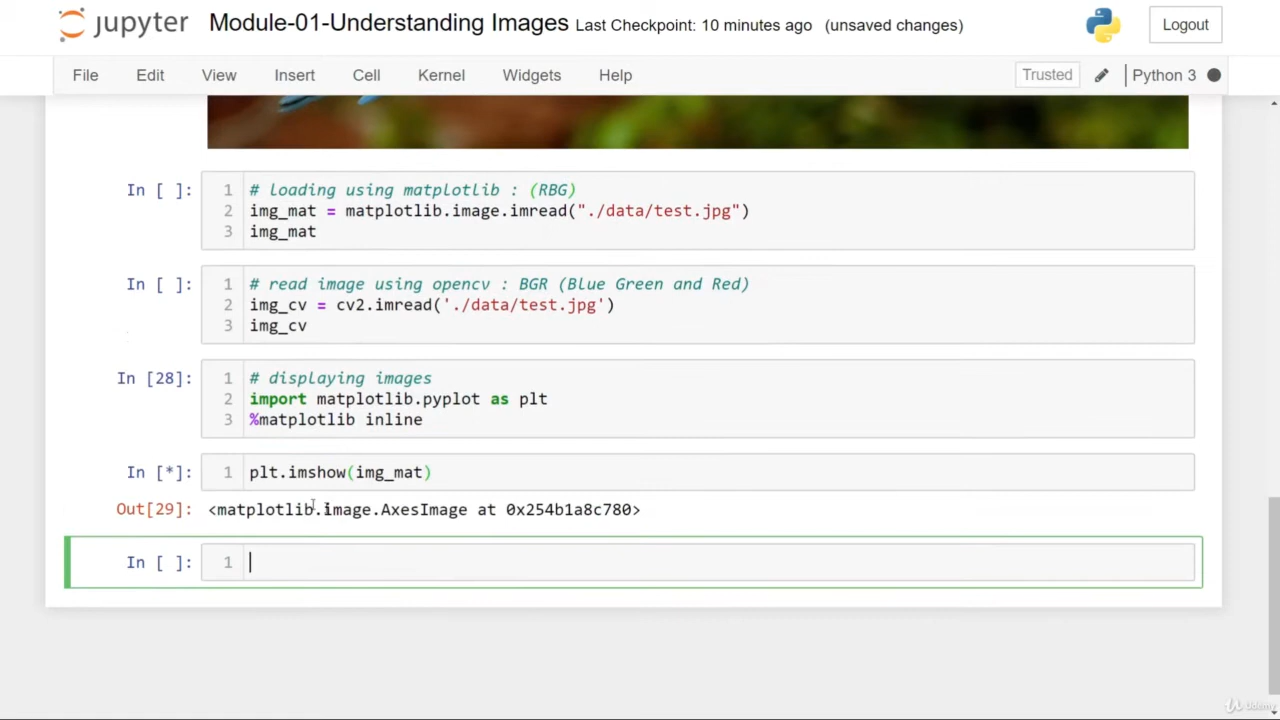 jupyter Module-01-Understanding Images Last Checkpoint: 10 minutes ago (unsaved changes) Logout
File Edit View Insert Cell Kernel Widgets Help Trusted Python 3
In [ ]: 1 # loading using matplotlib : (RBG)
2 img_mat = matplotlib.image.imread("./data/test.jpg")
3 img_mat
In [ ]: 1 # read image using opencv : BGR (Blue Green and Red)
2 img_cv = cv2.imread('./data/test.jpg')
3 img_cv
In [28]: 1 # displaying images
2 import matplotlib.pyplot as plt
3 %matplotlib inline
In [*]: 1 plt.imshow(img_mat)
Out[29]: <matplotlib.image.AxesImage at 0x254b1a8c780>
In [ ]: 1
Udemy